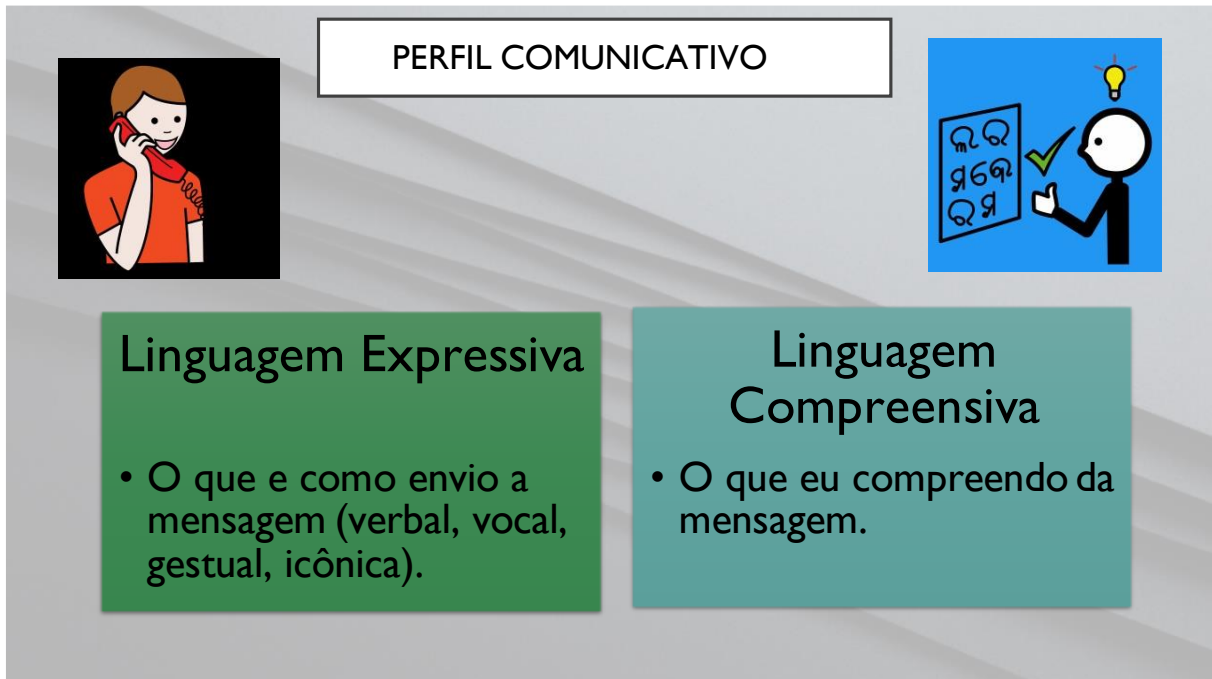 PERFIL COMUNICATIVO
ଲ ର
ମ ରେ
ର ମ
Linguagem Expressiva
• O que e como envio a
mensagem (verbal, vocal,
gestual, icônica).
Linguagem
Compreensiva
• O que eu compreendo da
mensagem.